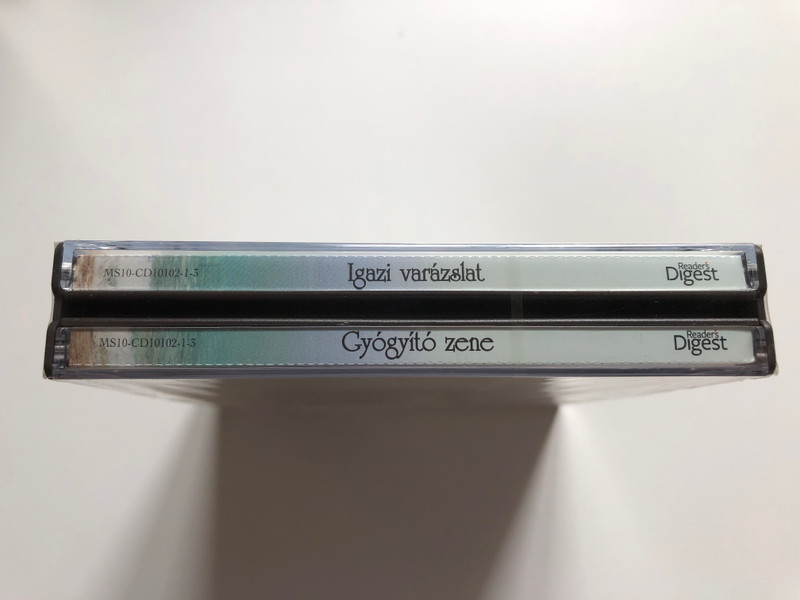 MS10-CD10102-1-5 Igazi varázslat Reader's Digest
MS10-CD10102-1-5 Gyógyító zene Reader's Digest